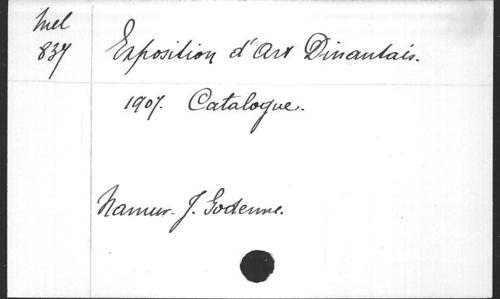 Mel
837
Exposition d'Art Dinantais.
1907. Catalogue.
Namur. J. Godenne.